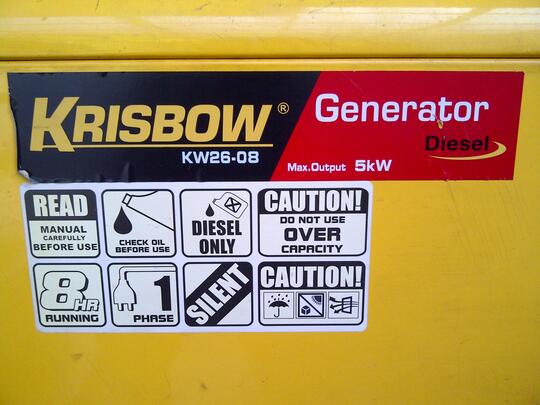 KRISBOW®
KW26-08
Generator
Diesel
Max.Output 5kW
READ
MANUAL
CAREFULLY
BEFORE USE
CHECK OIL
BEFORE USE
DIESEL
ONLY
CAUTION!
DO NOT USE
OVER
CAPACITY
8HR
RUNNING
1
PHASE
SILENT
CAUTION!